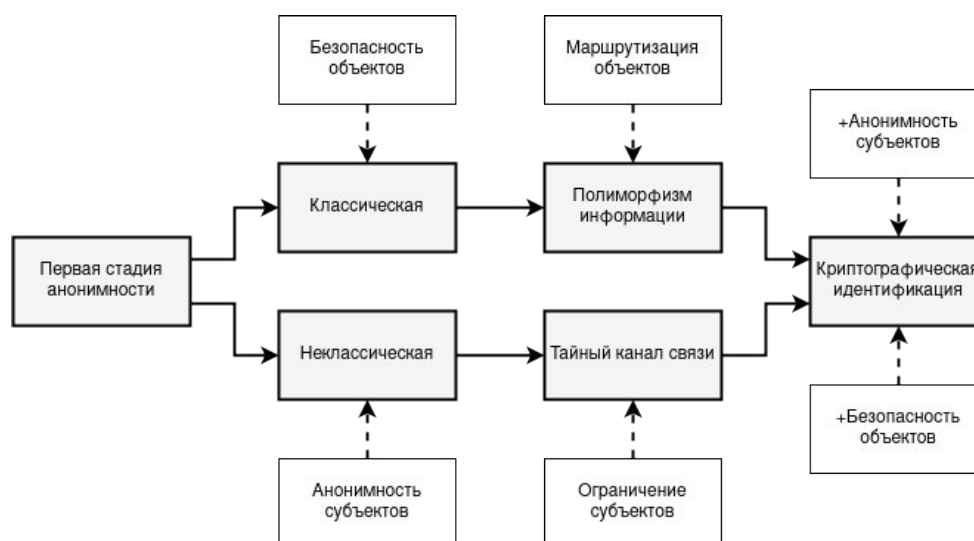 Безопасность
объектов
Маршрутизация
объектов
+Анонимность
субъектов
Классическая
Полиморфизм
информации
Первая стадия
анонимности
Криптографическая
идентификация
Неклассическая
Тайный канал связи
+Безопасность
объектов
Анонимность
субъектов
Ограничение
субъектов